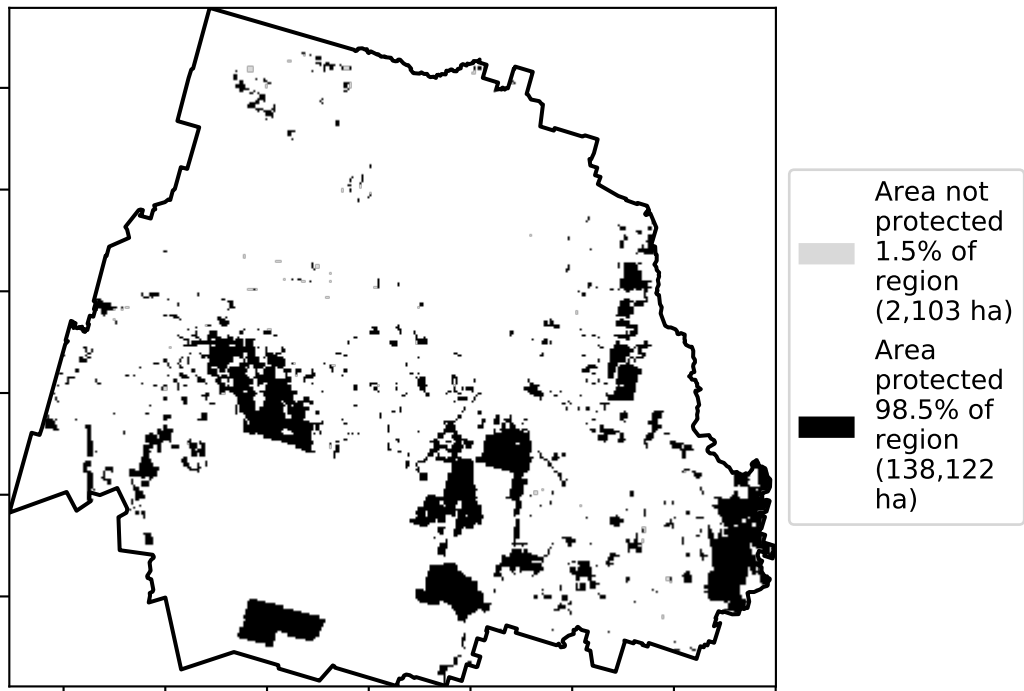 Area not
protected
1.5% of
region
(2,103 ha)
Area
protected
98.5% of
region
(138,122
ha)